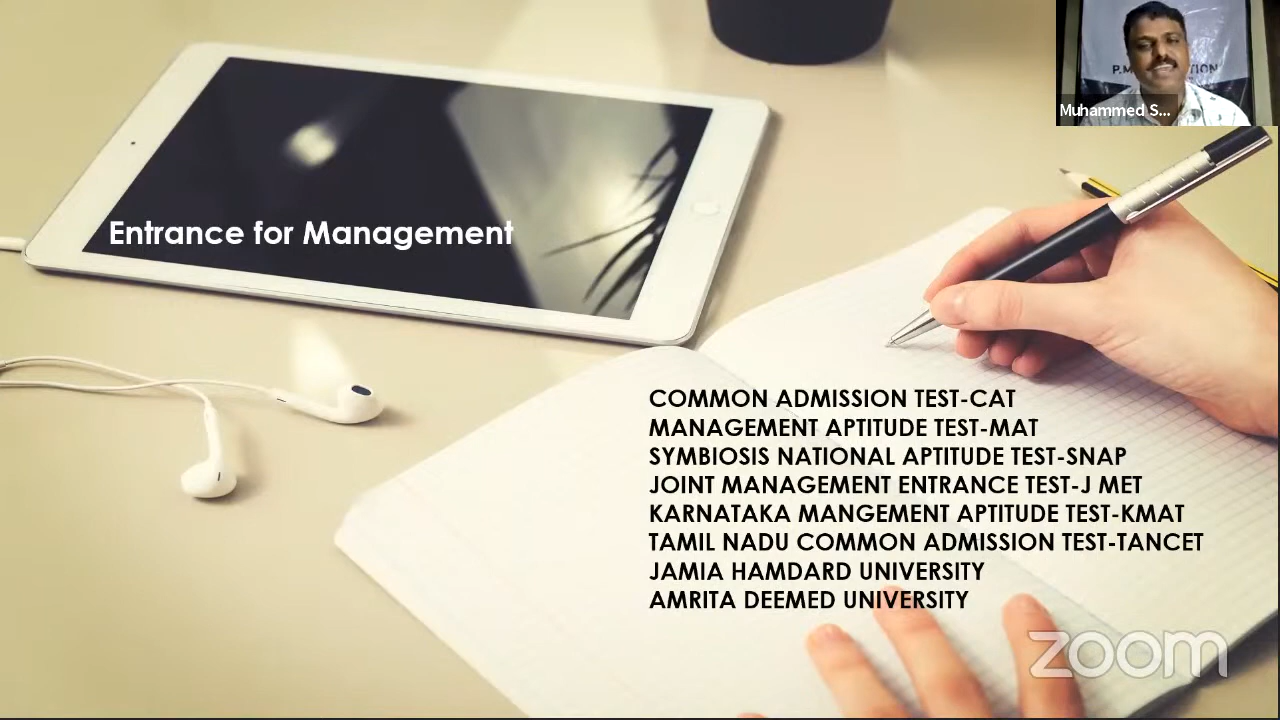 P.M
TION
Muhammed S...
Entrance for Management
COMMON ADMISSION TEST-CAT
MANAGEMENT APTITUDE TEST-MAT
SYMBIOSIS NATIONAL APTITUDE TEST-SNAP
JOINT MANAGEMENT ENTRANCE TEST-J MET
KARNATAKA MANGEMENT APTITUDE TEST-KMAT
TAMIL NADU COMMON ADMISSION TEST-TANCET
JAMIA HAMDARD UNIVERSITY
AMRITA DEEMED UNIVERSITY
zoom